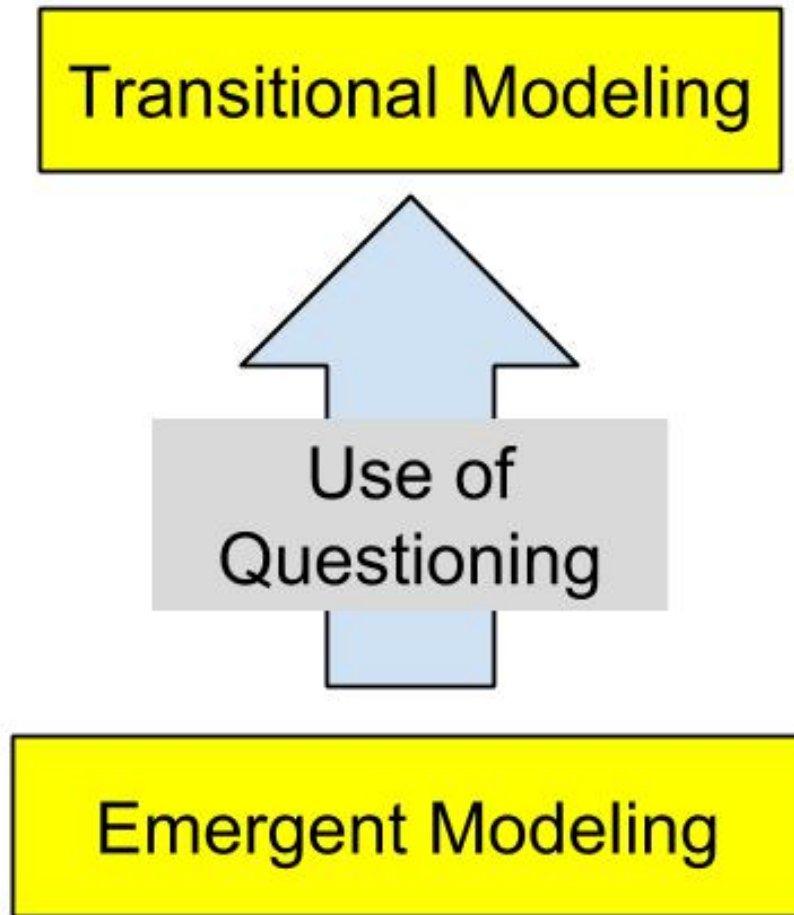 Transitional Modeling
Use of
Questioning
Emergent Modeling